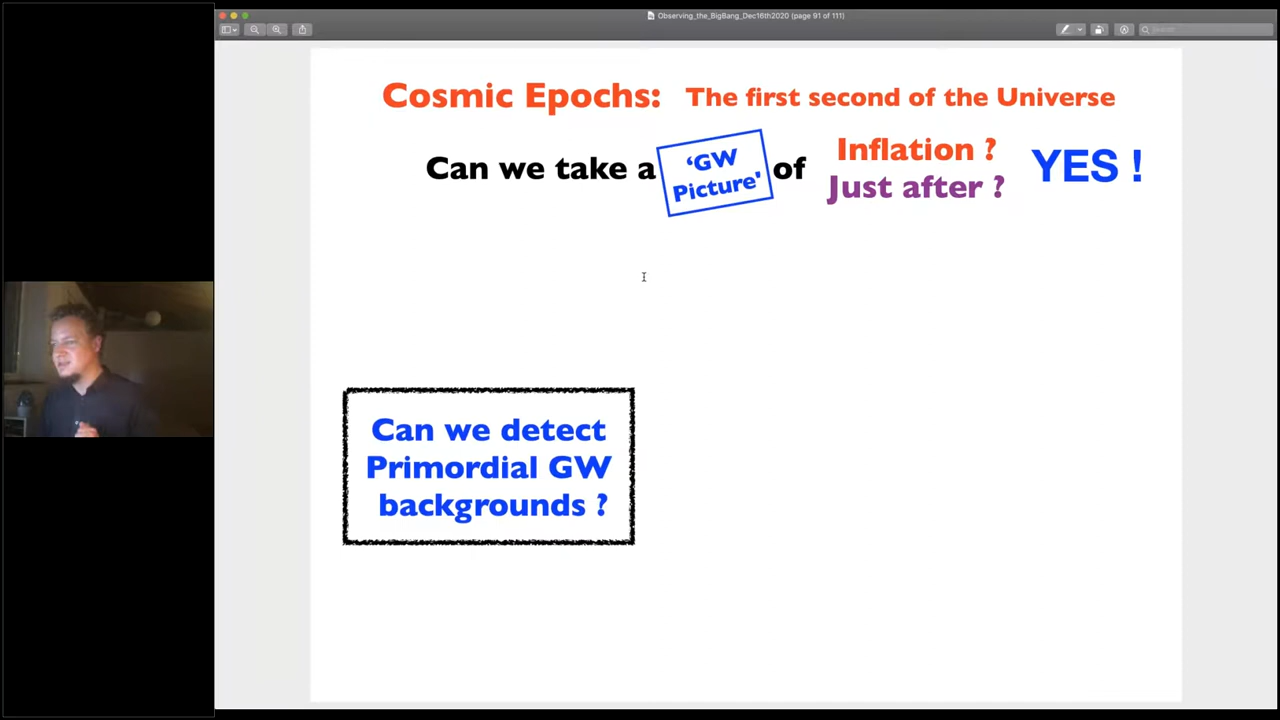 Observing_the_BigBang_Dec16th2020 (page 91 of 111)
Search
Cosmic Epochs: The first second of the Universe
Can we take a 'GW Picture' of Inflation ? Just after ? YES !
Can we detect
Primordial GW
backgrounds ?